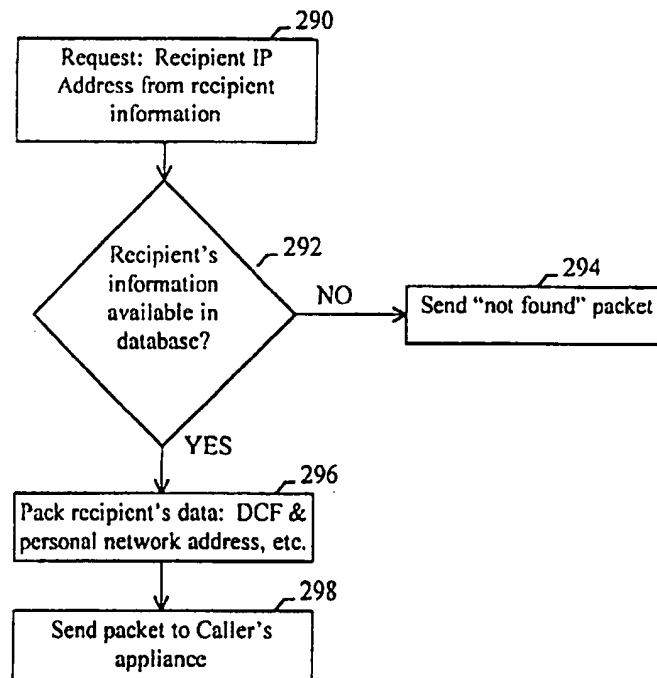 290
Request: Recipient IP
Address from recipient
information
292
Recipient's
information
available in
database?
NO
294
Send "not found" packet
YES
296
Pack recipient's data: DCF &
personal network address, etc.
298
Send packet to Caller's
appliance